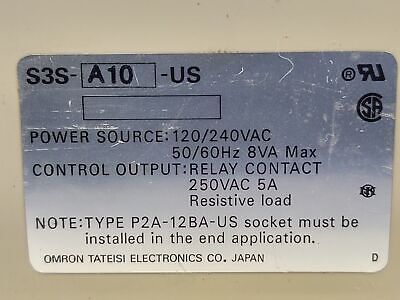 S3S-A10-US
POWER SOURCE:120/240VAC
50/60Hz 8VA Max
CONTROL OUTPUT:RELAY CONTACT
250VAC 5A
Resistive load
NOTE:TYPE P2A-12BA-US socket must be
installed in the end application.
OMRON TATEISI ELECTRONICS CO. JAPAN D